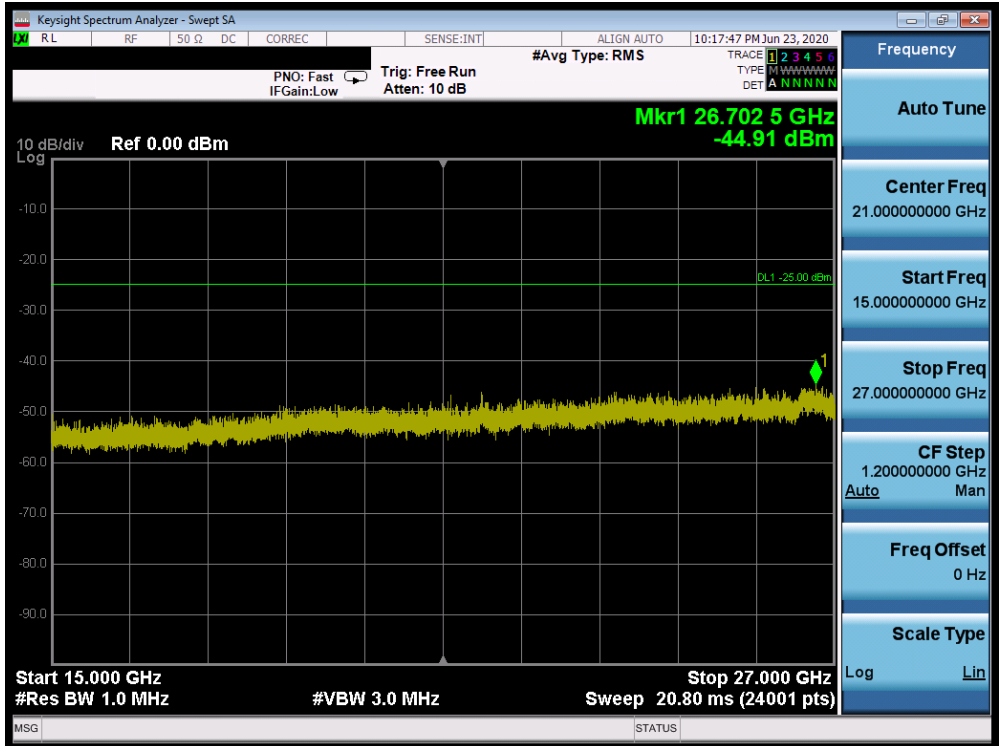 Keysight Spectrum Analyzer - Swept SA
LXI RL RF 50 Ω DC CORREC SENSE:INT ALIGN AUTO 10:17:47 PM Jun 23, 2020
#Avg Type: RMS TRACE 1 2 3 4 5 6
PNO: Fast Trig: Free Run TYPE M WWWWW
IFGain:Low Atten: 10 dB DET A N N N N N
Mkr1 26.702 5 GHz
-44.91 dBm
10 dB/div Ref 0.00 dBm
Log
-10.0
-20.0
DL1 -25.00 dBm
-30.0
-40.0
1
-50.0
-60.0
-70.0
-80.0
-90.0
Start 15.000 GHz Stop 27.000 GHz
#Res BW 1.0 MHz #VBW 3.0 MHz Sweep 20.80 ms (24001 pts)
MSG STATUS
Frequency
Auto Tune
Center Freq
21.000000000 GHz
Start Freq
15.000000000 GHz
Stop Freq
27.000000000 GHz
CF Step
1.200000000 GHz
Auto Man
Freq Offset
0 Hz
Scale Type
Log Lin